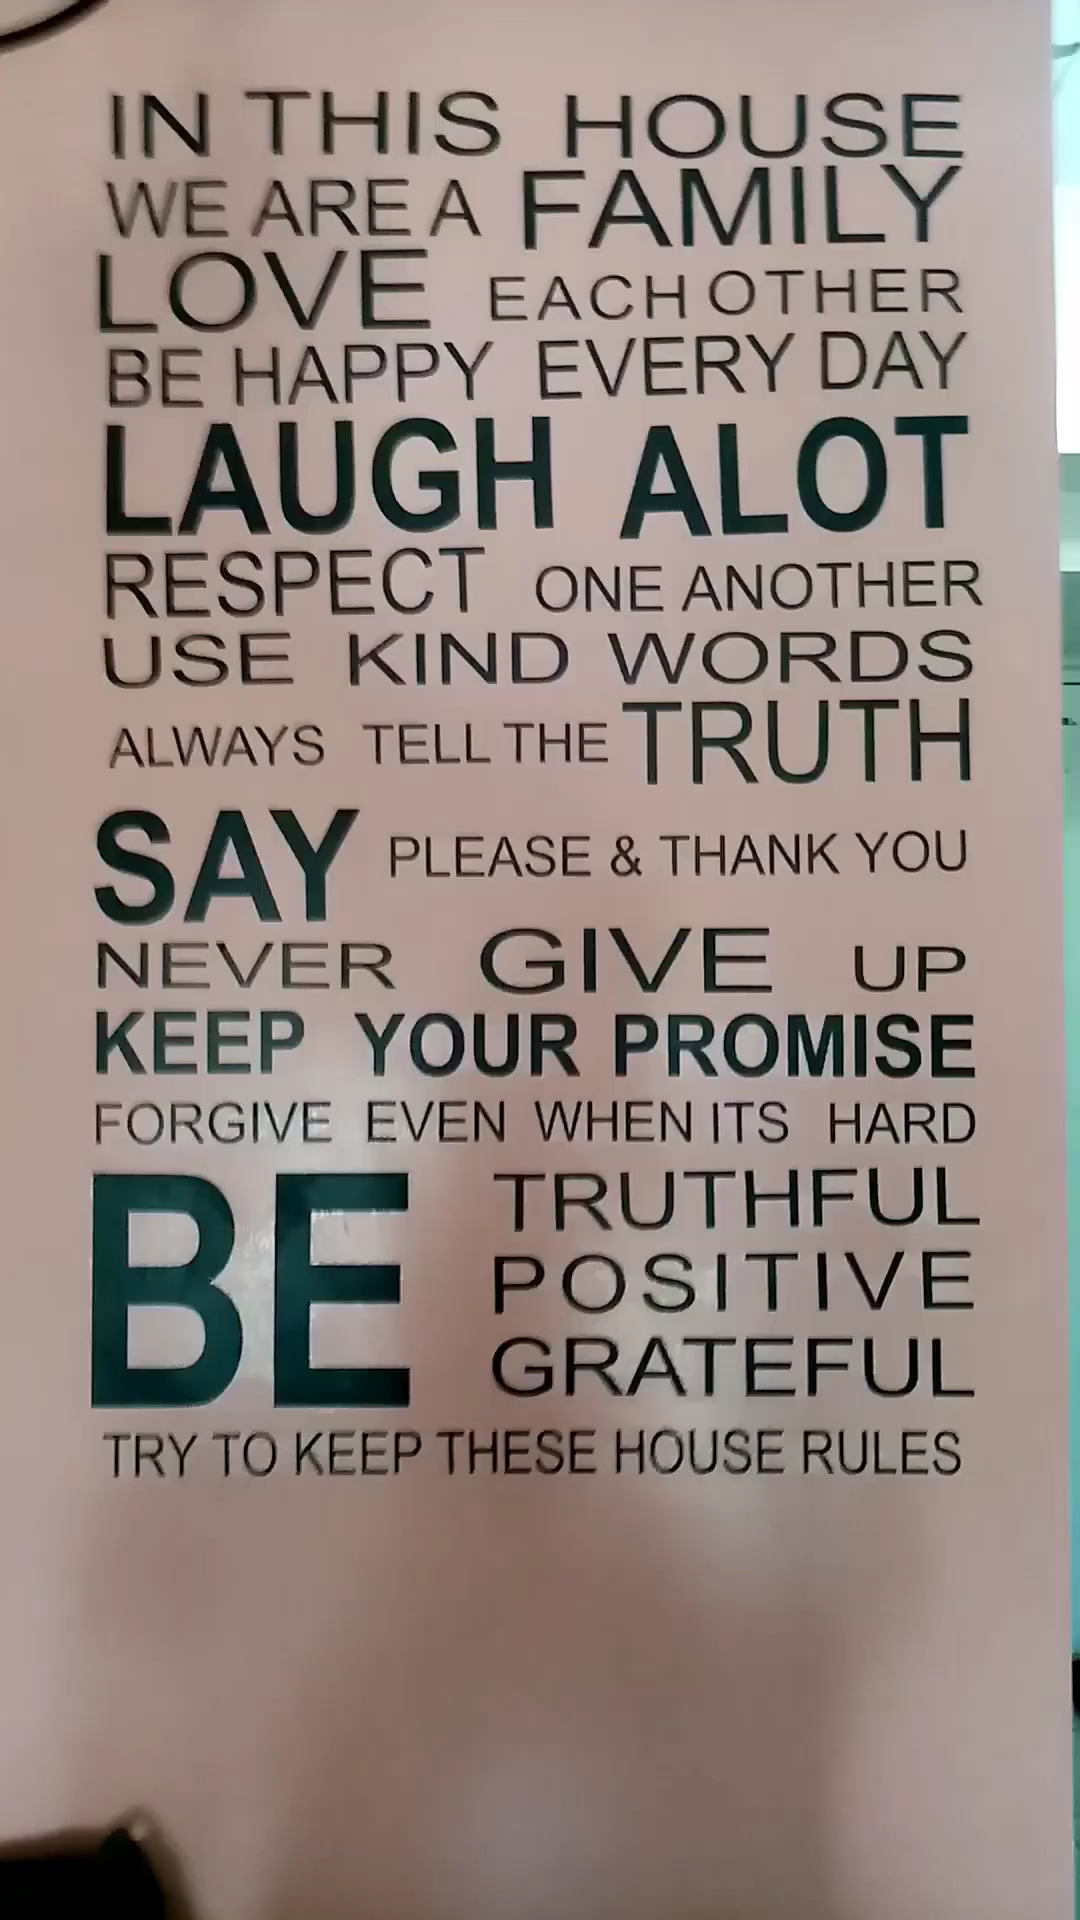 IN THIS HOUSE
WE ARE A FAMILY
LOVE EACH OTHER
BE HAPPY EVERY DAY
LAUGH ALOT
RESPECT ONE ANOTHER
USE KIND WORDS
ALWAYS TELL THE TRUTH
SAY PLEASE & THANK YOU
NEVER GIVE UP
KEEP YOUR PROMISE
FORGIVE EVEN WHEN ITS HARD
BE TRUTHFUL
POSITIVE
GRATEFUL
TRY TO KEEP THESE HOUSE RULES